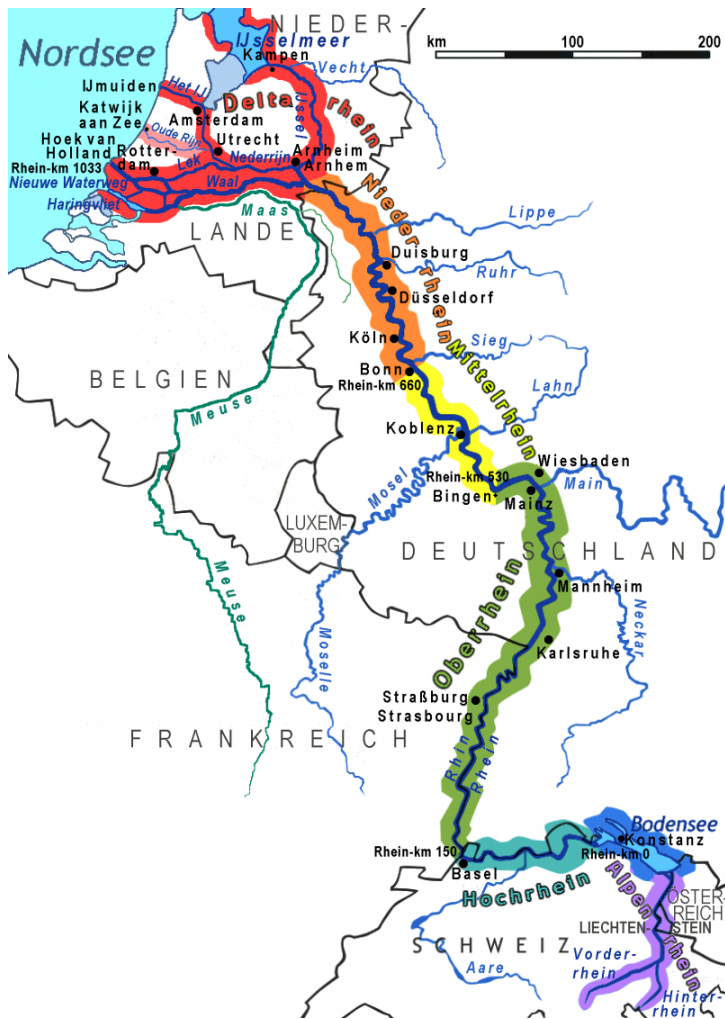 NIEDER-
Nordsee
IJsselmeer
km 100 200
Kampen
Vecht
IJmuiden
Het IJ
Delta
rhein
IJssel
Katwijk
aan Zee
Amsterdam
Oude Rijn
Utrecht
Hoek van
Holland
Rotter-
dam
Lek
Nederrijn
Arnheim
Arnhem
Rhein-km 1033
Nieuwe Waterweg
Waal
Haringvliet
Maas
LANDE
Nieder
rhein
Lippe
Duisburg
Ruhr
Düsseldorf
Köln
Sieg
Mittelrhein
Bonn
Rhein-km 660
BELGIEN
Meuse
Lahn
Koblenz
Mosel
Wiesbaden
Rhein-km 530
Bingen
Main
Mainz
LUXEM-
BURG
DEUTSCHLAND
Meuse
Mannheim
Oberrhein
Neckar
Moselle
Karlsruhe
Straßburg
Strasbourg
FRANKREICH
Rhin
Rhein
Bodensee
Konstanz
Rhein-km 150
Rhein-km 0
Basel
Hochrhein
Alpen
rhein
ÖSTER-
REICH
LIECHTEN-
STEIN
SCHWEIZ
Vorder-
rhein
Aare
Hinter-
rhein